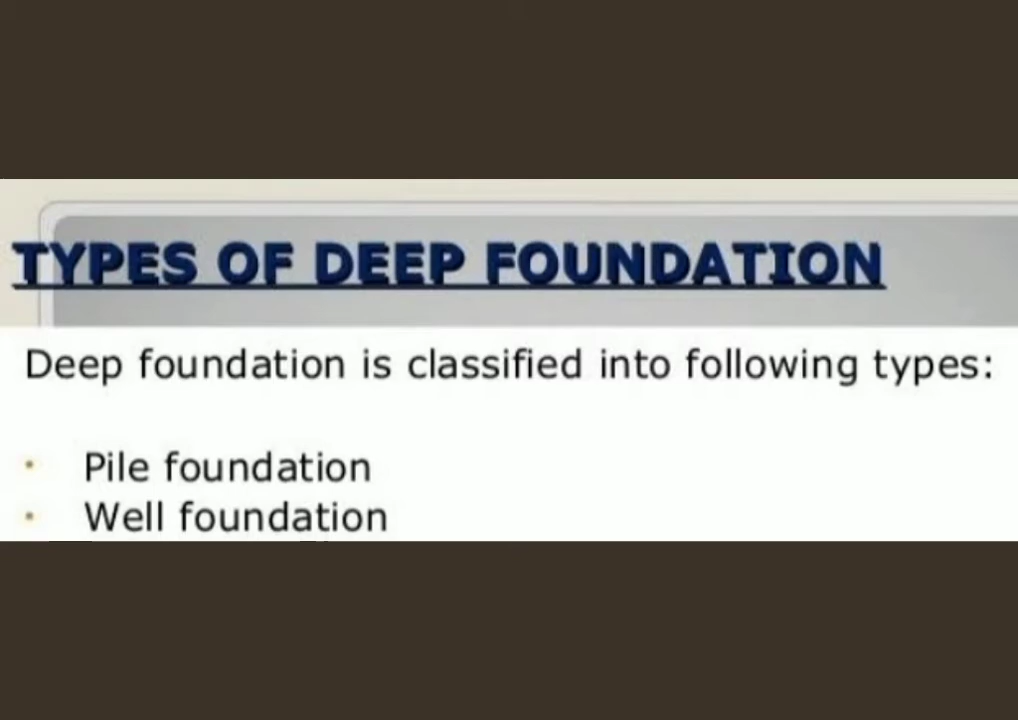 TYPES OF DEEP FOUNDATION
Deep foundation is classified into following types:
• Pile foundation
• Well foundation